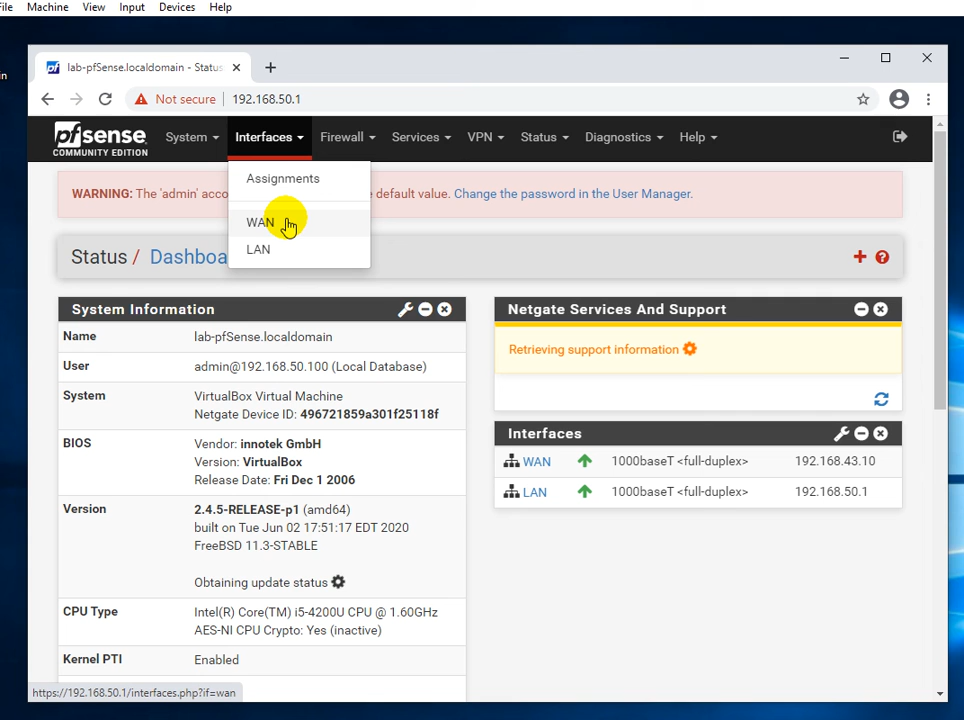 File Machine View Input Devices Help
in
lab-pfSense.localdomain - Status
Not secure 192.168.50.1
pfsense COMMUNITY EDITION
System Interfaces Firewall Services VPN Status Diagnostics Help
Assignments
WAN
LAN
WARNING: The 'admin' acco e default value. Change the password in the User Manager.
Status / Dashboa
System Information
Name lab-pfSense.localdomain
User admin@192.168.50.100 (Local Database)
System VirtualBox Virtual Machine
Netgate Device ID: 496721859a301f25118f
BIOS Vendor: innotek GmbH
Version: VirtualBox
Release Date: Fri Dec 1 2006
Version 2.4.5-RELEASE-p1 (amd64)
built on Tue Jun 02 17:51:17 EDT 2020
FreeBSD 11.3-STABLE
Obtaining update status
CPU Type Intel(R) Core(TM) i5-4200U CPU @ 1.60GHz
AES-NI CPU Crypto: Yes (inactive)
Kernel PTI Enabled
Netgate Services And Support
Retrieving support information
Interfaces
WAN 1000baseT <full-duplex> 192.168.43.10
LAN 1000baseT <full-duplex> 192.168.50.1
https://192.168.50.1/interfaces.php?if=wan